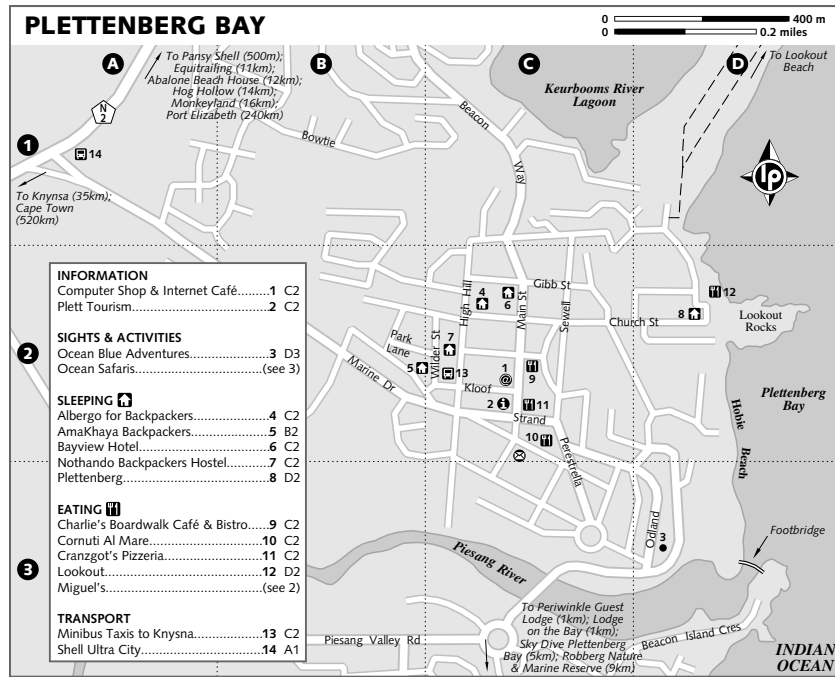 PLETTENBERG BAY
0 400 m
0 0.2 miles
A
B
C
D
To Pansy Shell (500m);
Equitrailing (11km);
Abalone Beach House (12km);
Hog Hollow (14km);
Monkeyland (16km);
Port Elizabeth (240km)
To Lookout
Beach
Keurbooms River
Lagoon
N
2
1
14
Bowtie
Beacon
Way
lp
To Knynsa (35km);
Cape Town
(520km)
INFORMATION
Computer Shop & Internet Café........1 C2
Plett Tourism........2 C2
SIGHTS & ACTIVITIES
Ocean Blue Adventures........3 D3
Ocean Safaris........(see 3)
SLEEPING
Albergo for Backpackers........4 C2
AmaKhaya Backpackers........5 B2
Bayview Hotel........6 C2
Nothando Backpackers Hostel........7 C2
Plettenberg........8 D2
EATING
Charlie's Boardwalk Café & Bistro.....9 C2
Cornuti Al Mare........10 C2
Cranzgot's Pizzeria........11 C2
Lookout........12 D2
Miguel's........(see 2)
TRANSPORT
Minibus Taxis to Knysna........13 C2
Shell Ultra City........14 A1
2
3
High Hill
4
6
Gibb St
Main St
Sewell
Church St
8
12
Lookout
Rocks
Park
Lane
Wilder St
7
5
13
1
@
9
Kloof
2
i
11
Strand
10
Marine Dr
Perestrella
Plettenberg
Bay
Hobie
Beach
Odland
3
Footbridge
Piesang River
To Periwinkle Guest
Lodge (1km); Lodge
on the Bay (1km);
Sky Dive Plettenberg
Bay (5km); Robberg Nature
& Marine Reserve (9km)
Piesang Valley Rd
Beacon Island Cres
INDIAN
OCEAN